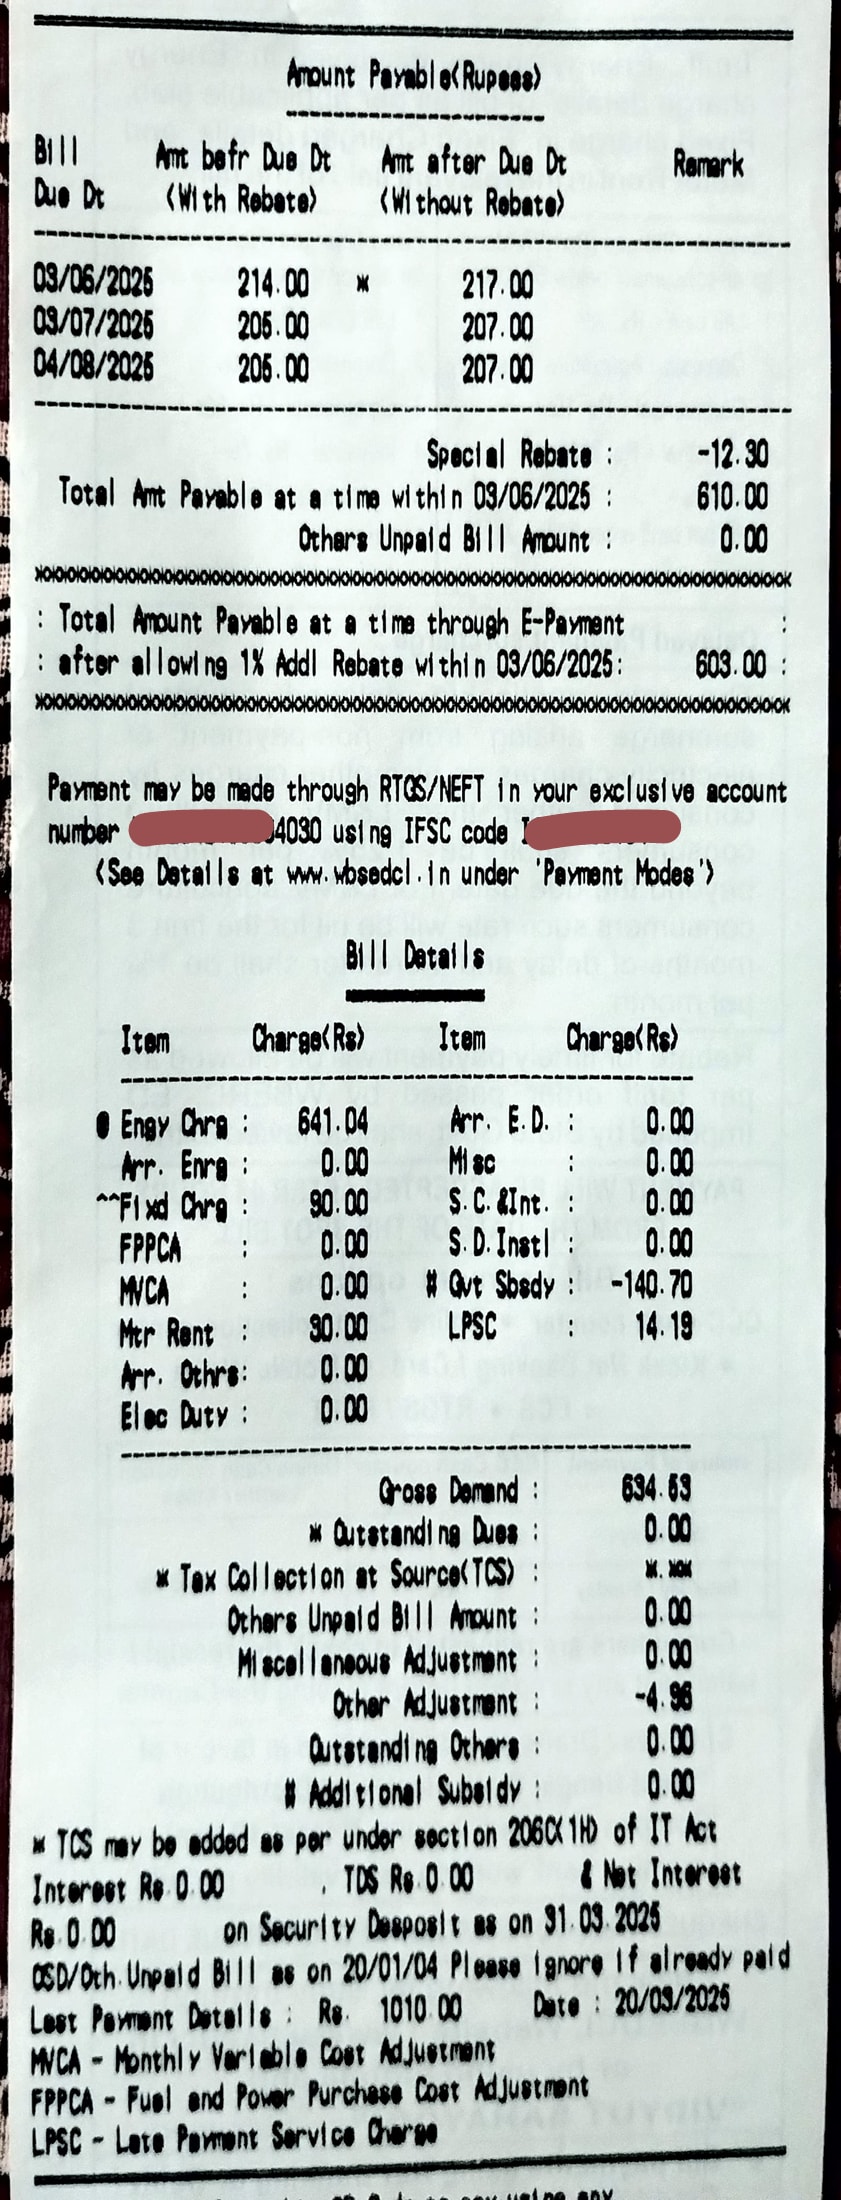 Amount Payable(Rupees)
Bill Amt befr Due Dt Amt after Due Dt Remark
Due Dt (With Rebate) (Without Rebate)
03/06/2025 214.00 * 217.00
03/07/2025 205.00 207.00
04/08/2025 205.00 207.00
Special Rebate : -12.30
Total Amt Payable at a time within 03/06/2025 : 610.00
Others Unpaid Bill Amount : 0.00
: Total Amount Payable at a time through E-Payment :
: after allowing 1% Addl Rebate within 03/06/2025: 603.00 :
Payment may be made through RTGS/NEFT in your exclusive account
number 4030 using IFSC code I
(See Details at www.wbsedcl.in under 'Payment Modes')
Bill Details
Item Charge(Rs) Item Charge(Rs)
@ Engy Chrg : 641.04 Arr. E.D. : 0.00
Arr. Enrg : 0.00 Misc : 0.00
^^Fixd Chrg : 90.00 S.C.&Int. : 0.00
FPPCA : 0.00 S.D.Instl : 0.00
MVCA : 0.00 # Gvt Sbsdy : -140.70
Mtr Rent : 30.00 LPSC : 14.19
Arr. Othrs: 0.00
Elec Duty : 0.00
Gross Demand : 634.53
* Outstanding Dues : 0.00
* Tax Collection at Source(TCS) : *.**
Others Unpaid Bill Amount : 0.00
Miscellaneous Adjustment : 0.00
Other Adjustment : -4.96
Outstanding Others : 0.00
# Additional Subsidy : 0.00
* TCS may be added as per under section 206C(1H) of IT Act
Interest Rs.0.00 , TDS Rs.0.00 & Net Interest
Rs.0.00 on Security Desposit as on 31.03.2025
OSD/Oth.Unpaid Bill as on 20/01/04 Please ignore if already paid
Last Payment Details : Rs. 1010.00 Date : 20/03/2025
MVCA - Monthly Variable Cost Adjustment
FPPCA - Fuel and Power Purchase Cost Adjustment
LPSC - Late Payment Service Charge